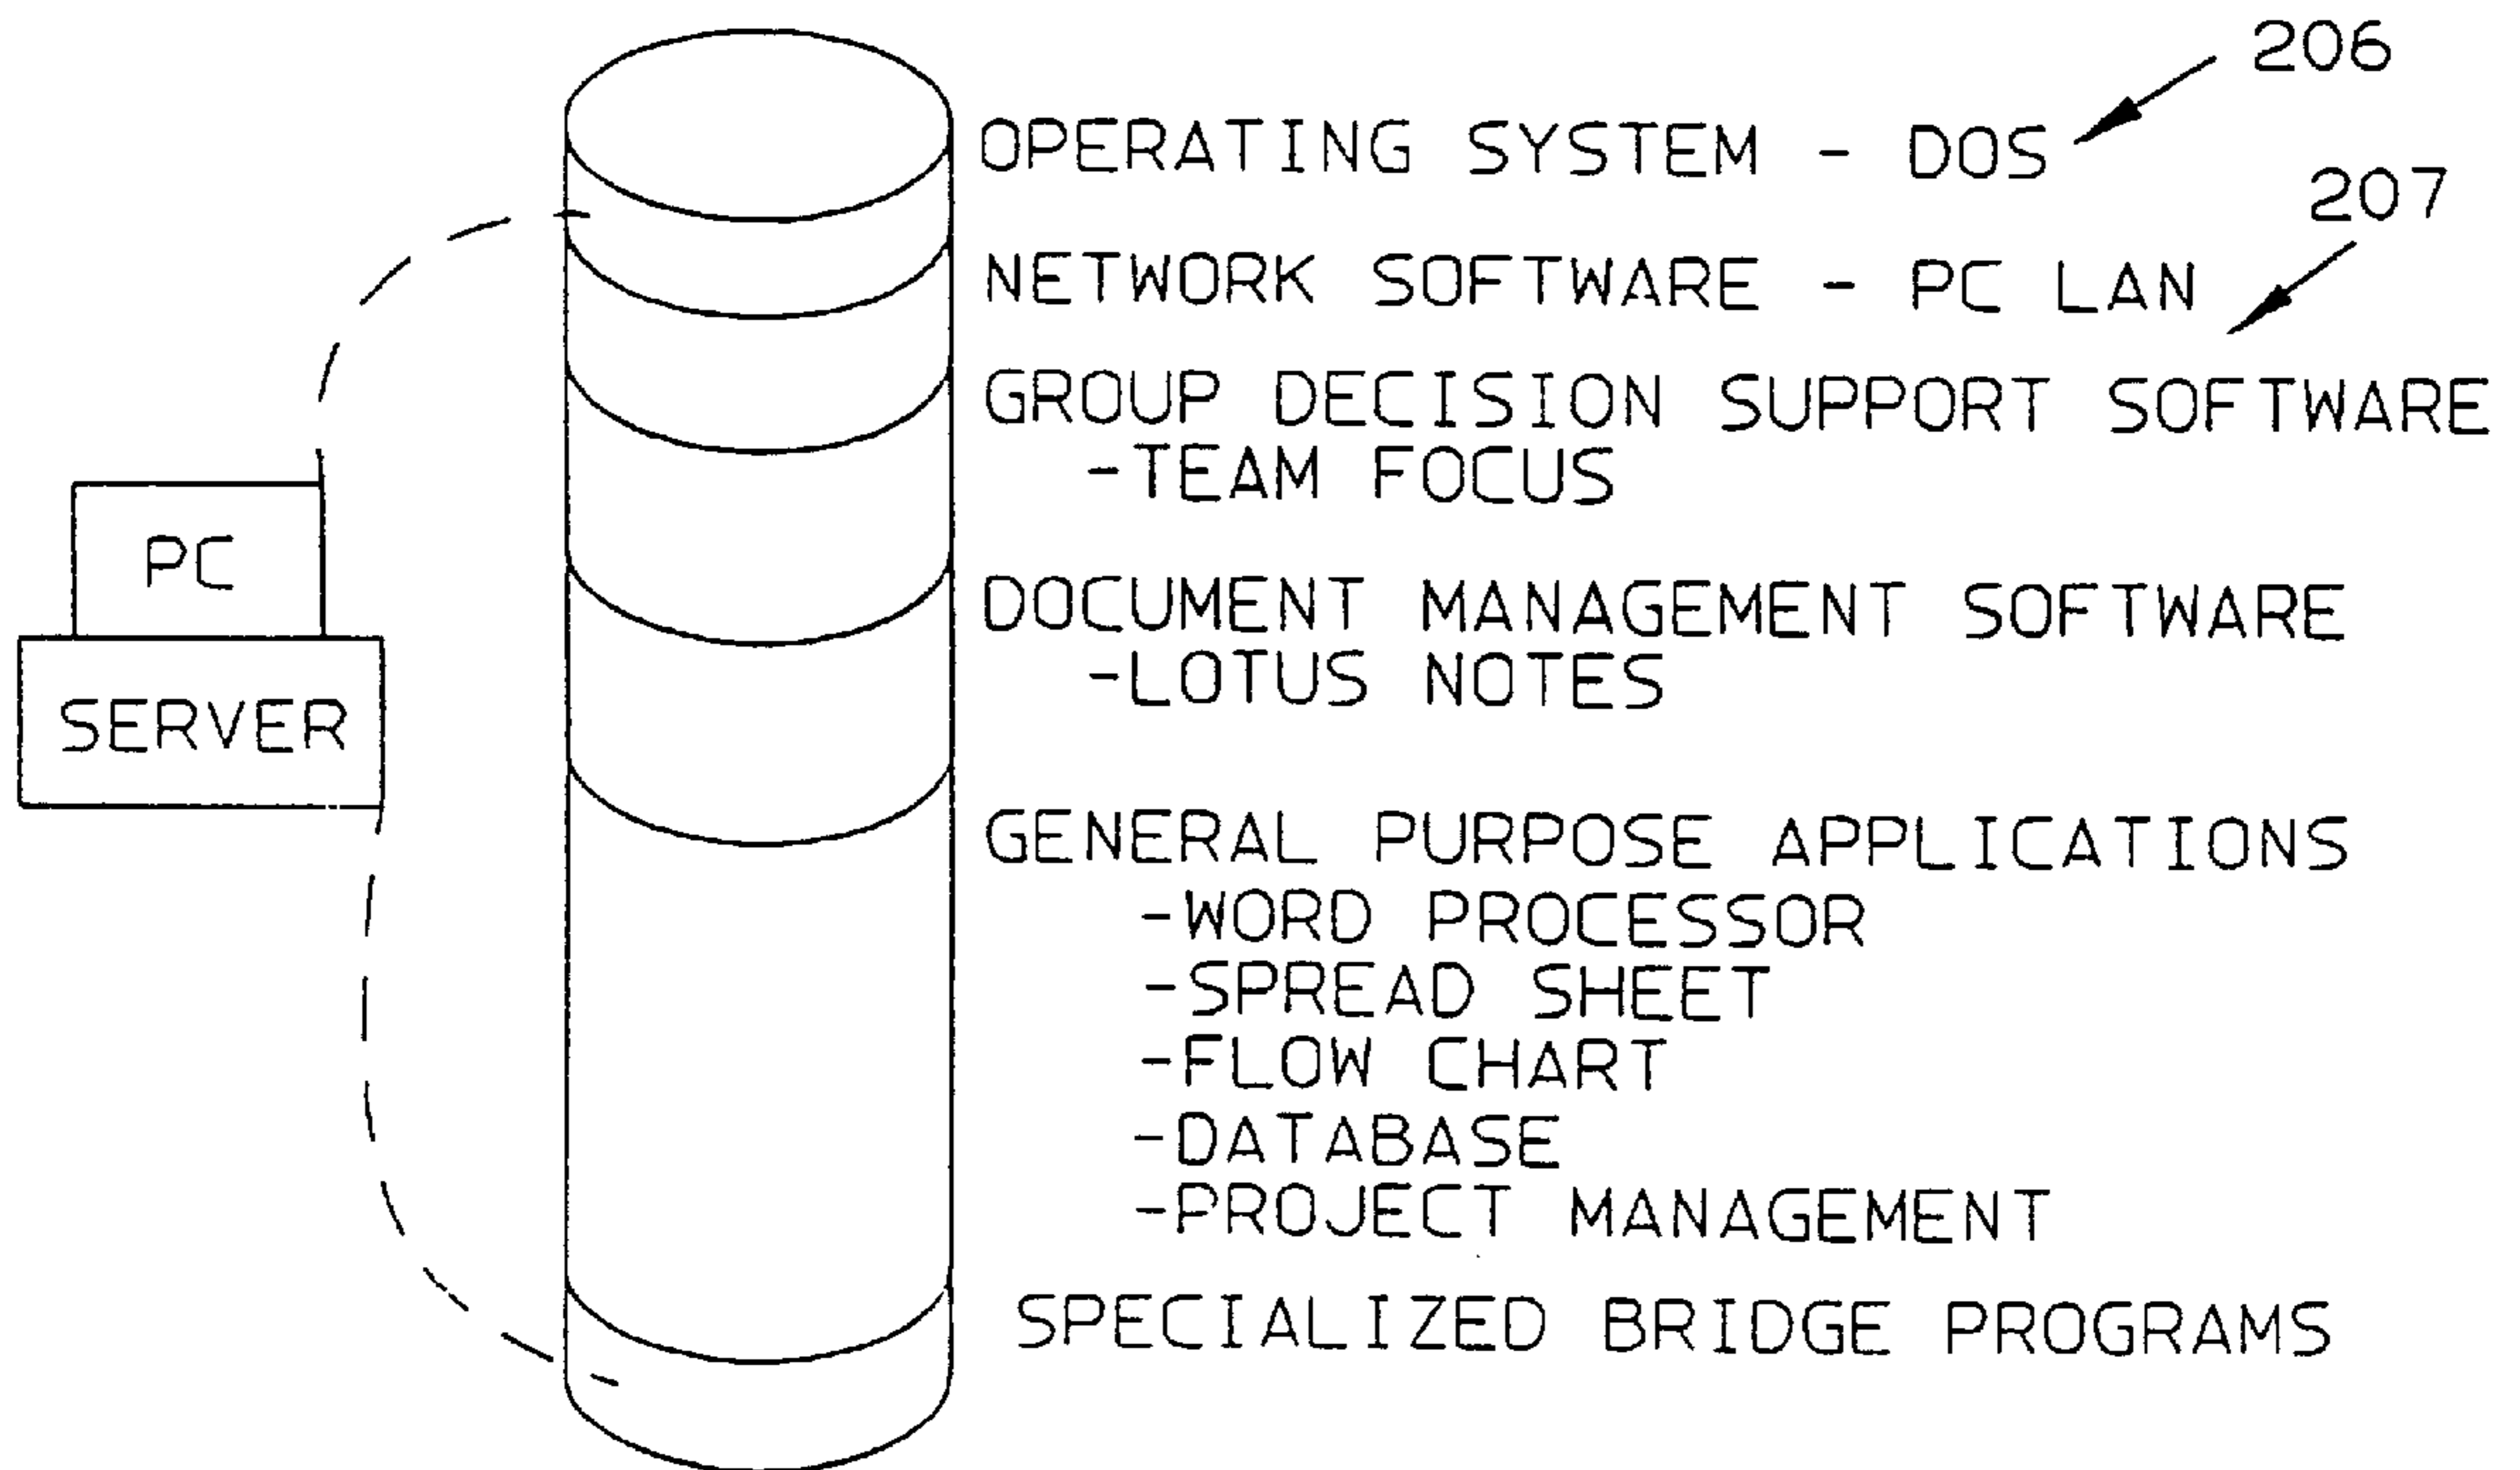 206
OPERATING SYSTEM - DOS
207
NETWORK SOFTWARE - PC LAN
GROUP DECISION SUPPORT SOFTWARE
-TEAM FOCUS
PC
DOCUMENT MANAGEMENT SOFTWARE
-LOTUS NOTES
SERVER
GENERAL PURPOSE APPLICATIONS
-WORD PROCESSOR
-SPREAD SHEET
-FLOW CHART
-DATABASE
-PROJECT MANAGEMENT
SPECIALIZED BRIDGE PROGRAMS